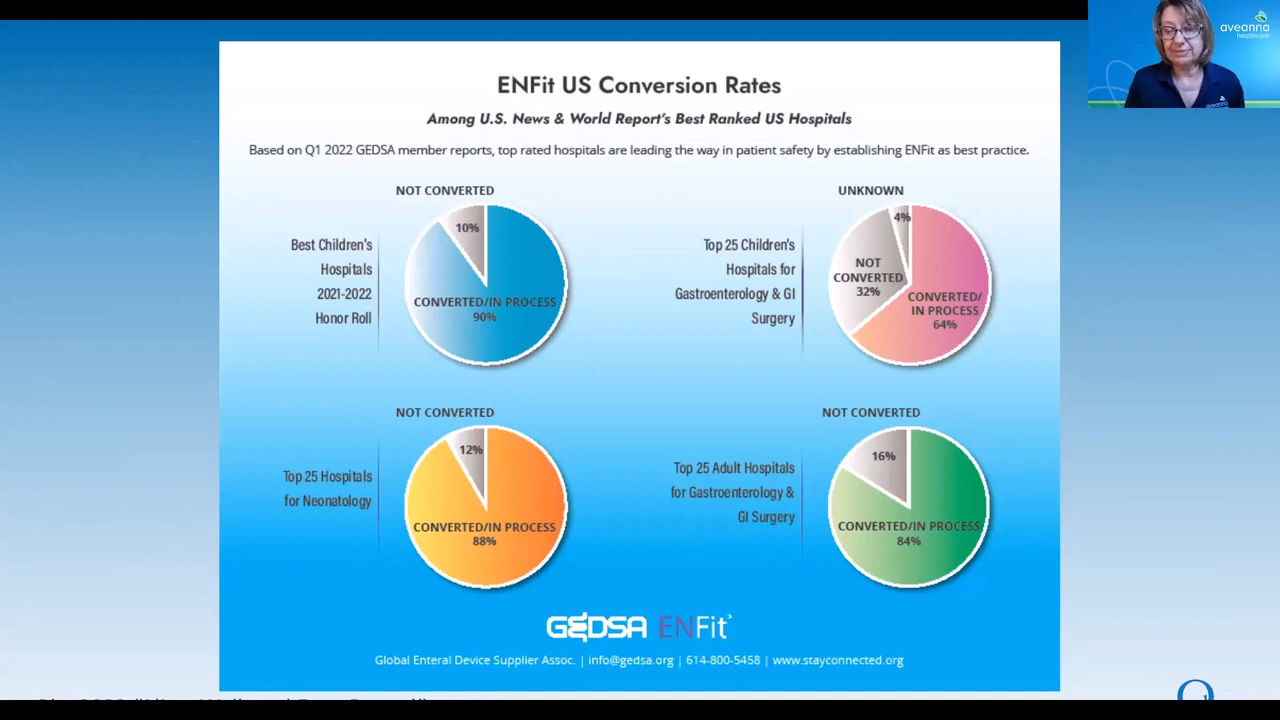 aveanna
healthcare
aveanna
ENFit US Conversion Rates
Among U.S. News & World Report's Best Ranked US Hospitals
Based on Q1 2022 GEDSA member reports, top rated hospitals are leading the way in patient safety by establishing ENFit as best practice.
NOT CONVERTED
10%
Best Children's
Hospitals
2021-2022
Honor Roll
CONVERTED/IN PROCESS
90%
UNKNOWN
4%
Top 25 Children's
Hospitals for
Gastroenterology & GI
Surgery
NOT
CONVERTED
32%
CONVERTED/
IN PROCESS
64%
NOT CONVERTED
12%
Top 25 Hospitals
for Neonatology
CONVERTED/IN PROCESS
88%
NOT CONVERTED
16%
Top 25 Adult Hospitals
for Gastroenterology &
GI Surgery
CONVERTED/IN PROCESS
84%
GEDSA ENFit
Global Enteral Device Supplier Assoc. | info@gedsa.org | 614-800-5458 | www.stayconnected.org